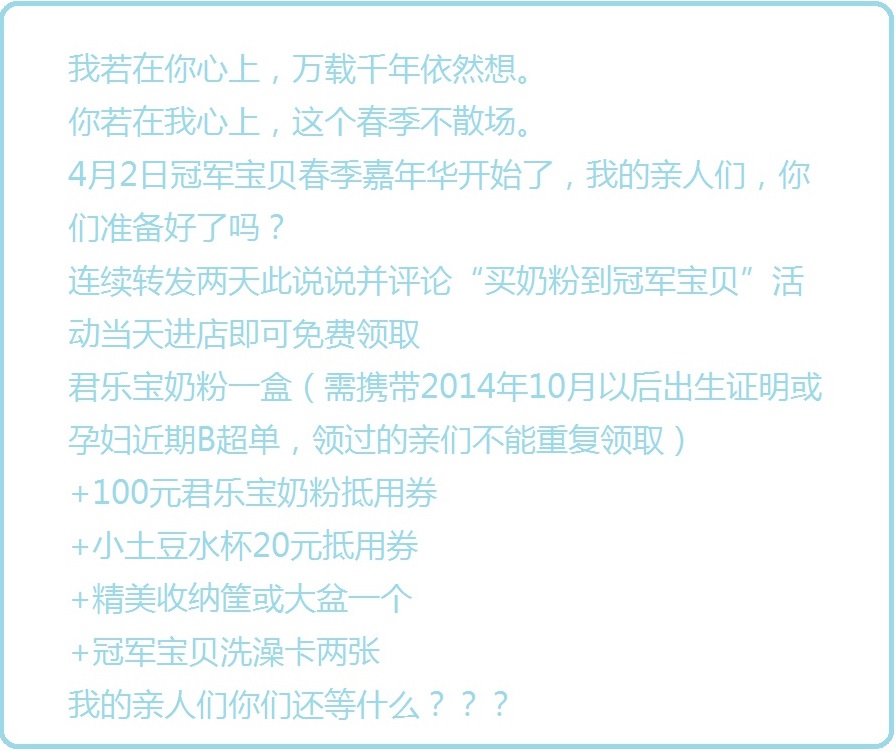 我若在你心上，万载千年依然想。
你若在我心上，这个春季不散场。
4月2日冠军宝贝春季嘉年华开始了，我的亲人们，你
们准备好了吗？
连续转发两天此说说并评论“买奶粉到冠军宝贝”活
动当天进店即可免费领取
君乐宝奶粉一盒（需携带2014年10月以后出生证明或
孕妇近期B超单，领过的亲们不能重复领取）
+100元君乐宝奶粉抵用券
+小土豆水杯20元抵用券
+精美收纳筐或大盆一个
+冠军宝贝洗澡卡两张
我的亲人们你们还等什么？？？